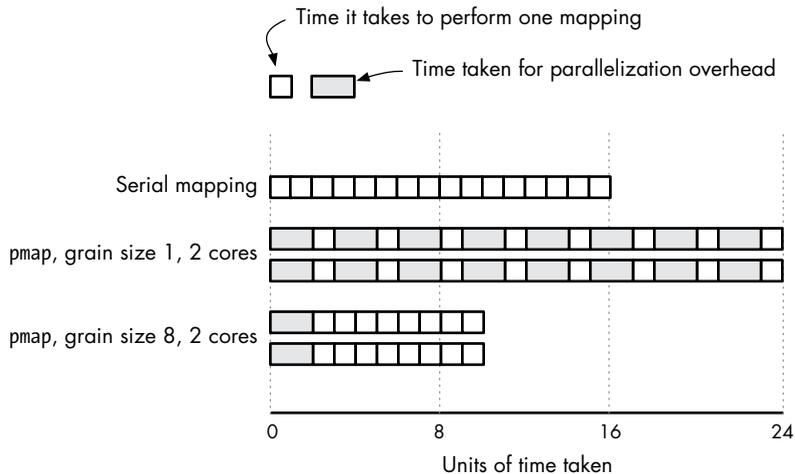 Time it takes to perform one mapping
Time taken for parallelization overhead
Serial mapping
pmap, grain size 1, 2 cores
pmap, grain size 8, 2 cores
0 8 16 24
Units of time taken